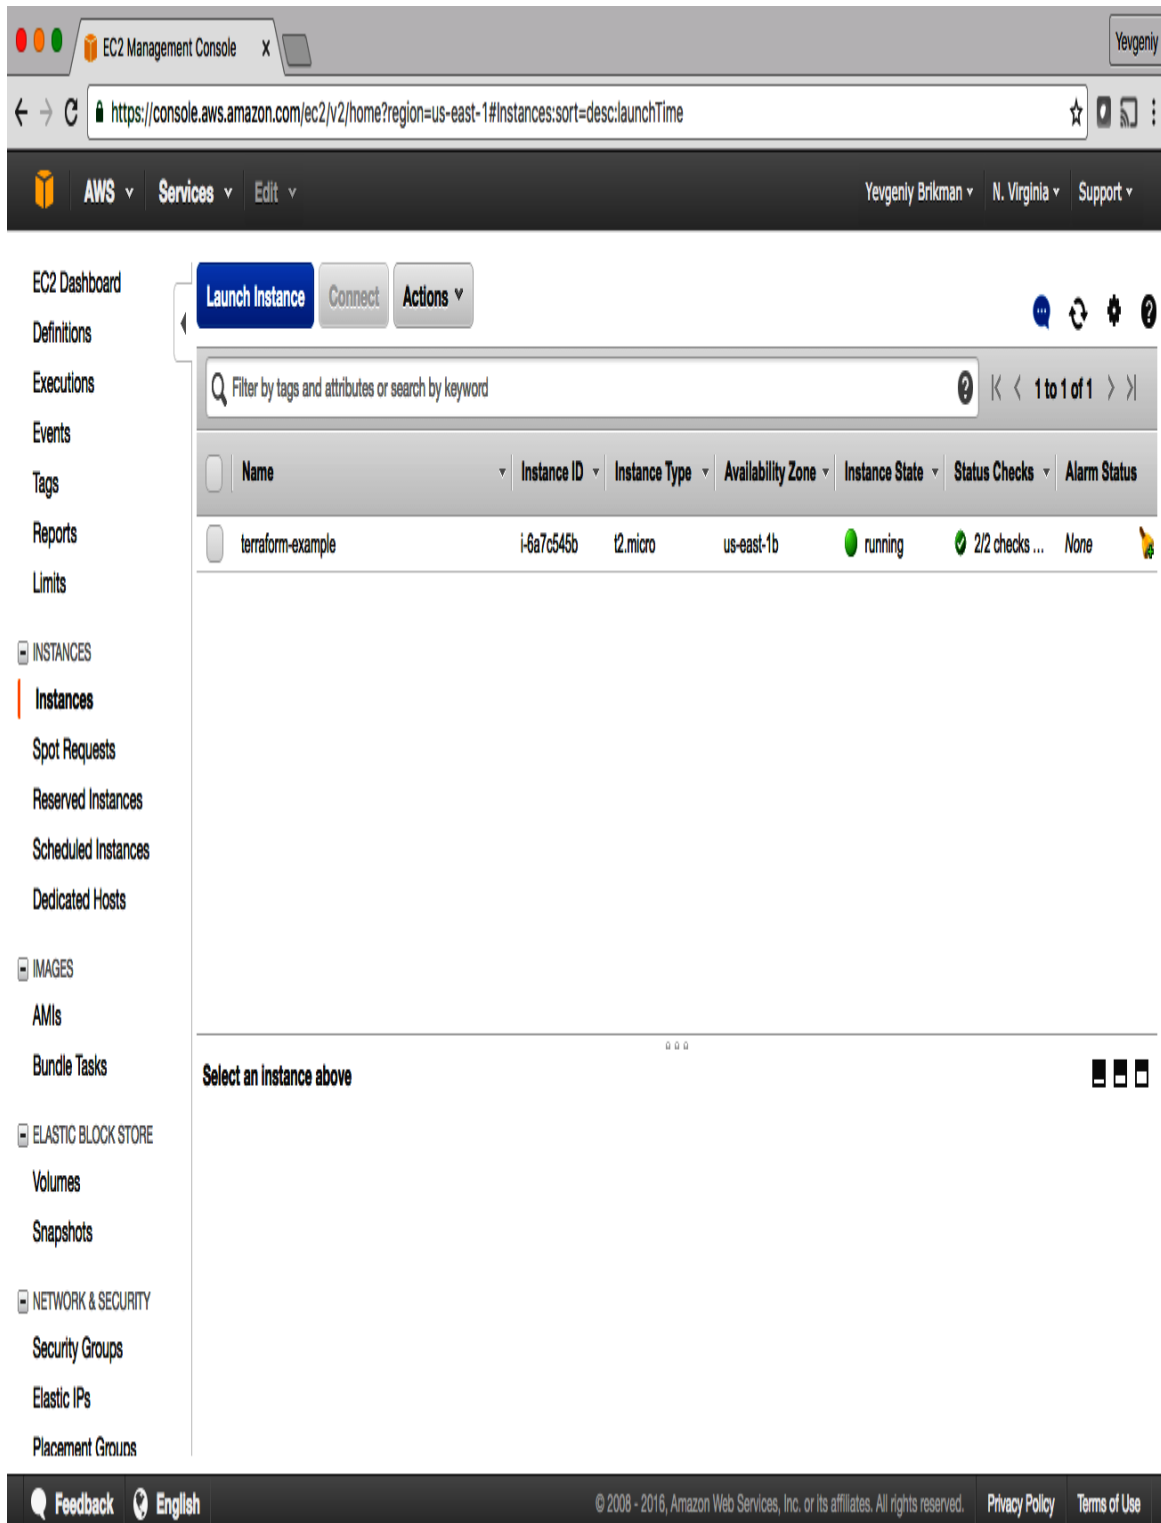 EC2 Management Console x
Yevgeniy
https://console.aws.amazon.com/ec2/v2/home?region=us-east-1#Instances:sort=desc:launchTime
AWS Services Edit Yevgeniy Brikman N. Virginia Support
EC2 Dashboard
Definitions
Executions
Events
Tags
Reports
Limits
INSTANCES
Instances
Spot Requests
Reserved Instances
Scheduled Instances
Dedicated Hosts
IMAGES
AMIs
Bundle Tasks
ELASTIC BLOCK STORE
Volumes
Snapshots
NETWORK & SECURITY
Security Groups
Elastic IPs
Placement Groups
Launch Instance Connect Actions
Filter by tags and attributes or search by keyword 1 to 1 of 1
Name Instance ID Instance Type Availability Zone Instance State Status Checks Alarm Status
terraform-example i-6a7c545b t2.micro us-east-1b running 2/2 checks ... None
Select an instance above
Feedback English © 2008 - 2016, Amazon Web Services, Inc. or its affiliates. All rights reserved. Privacy Policy Terms of Use